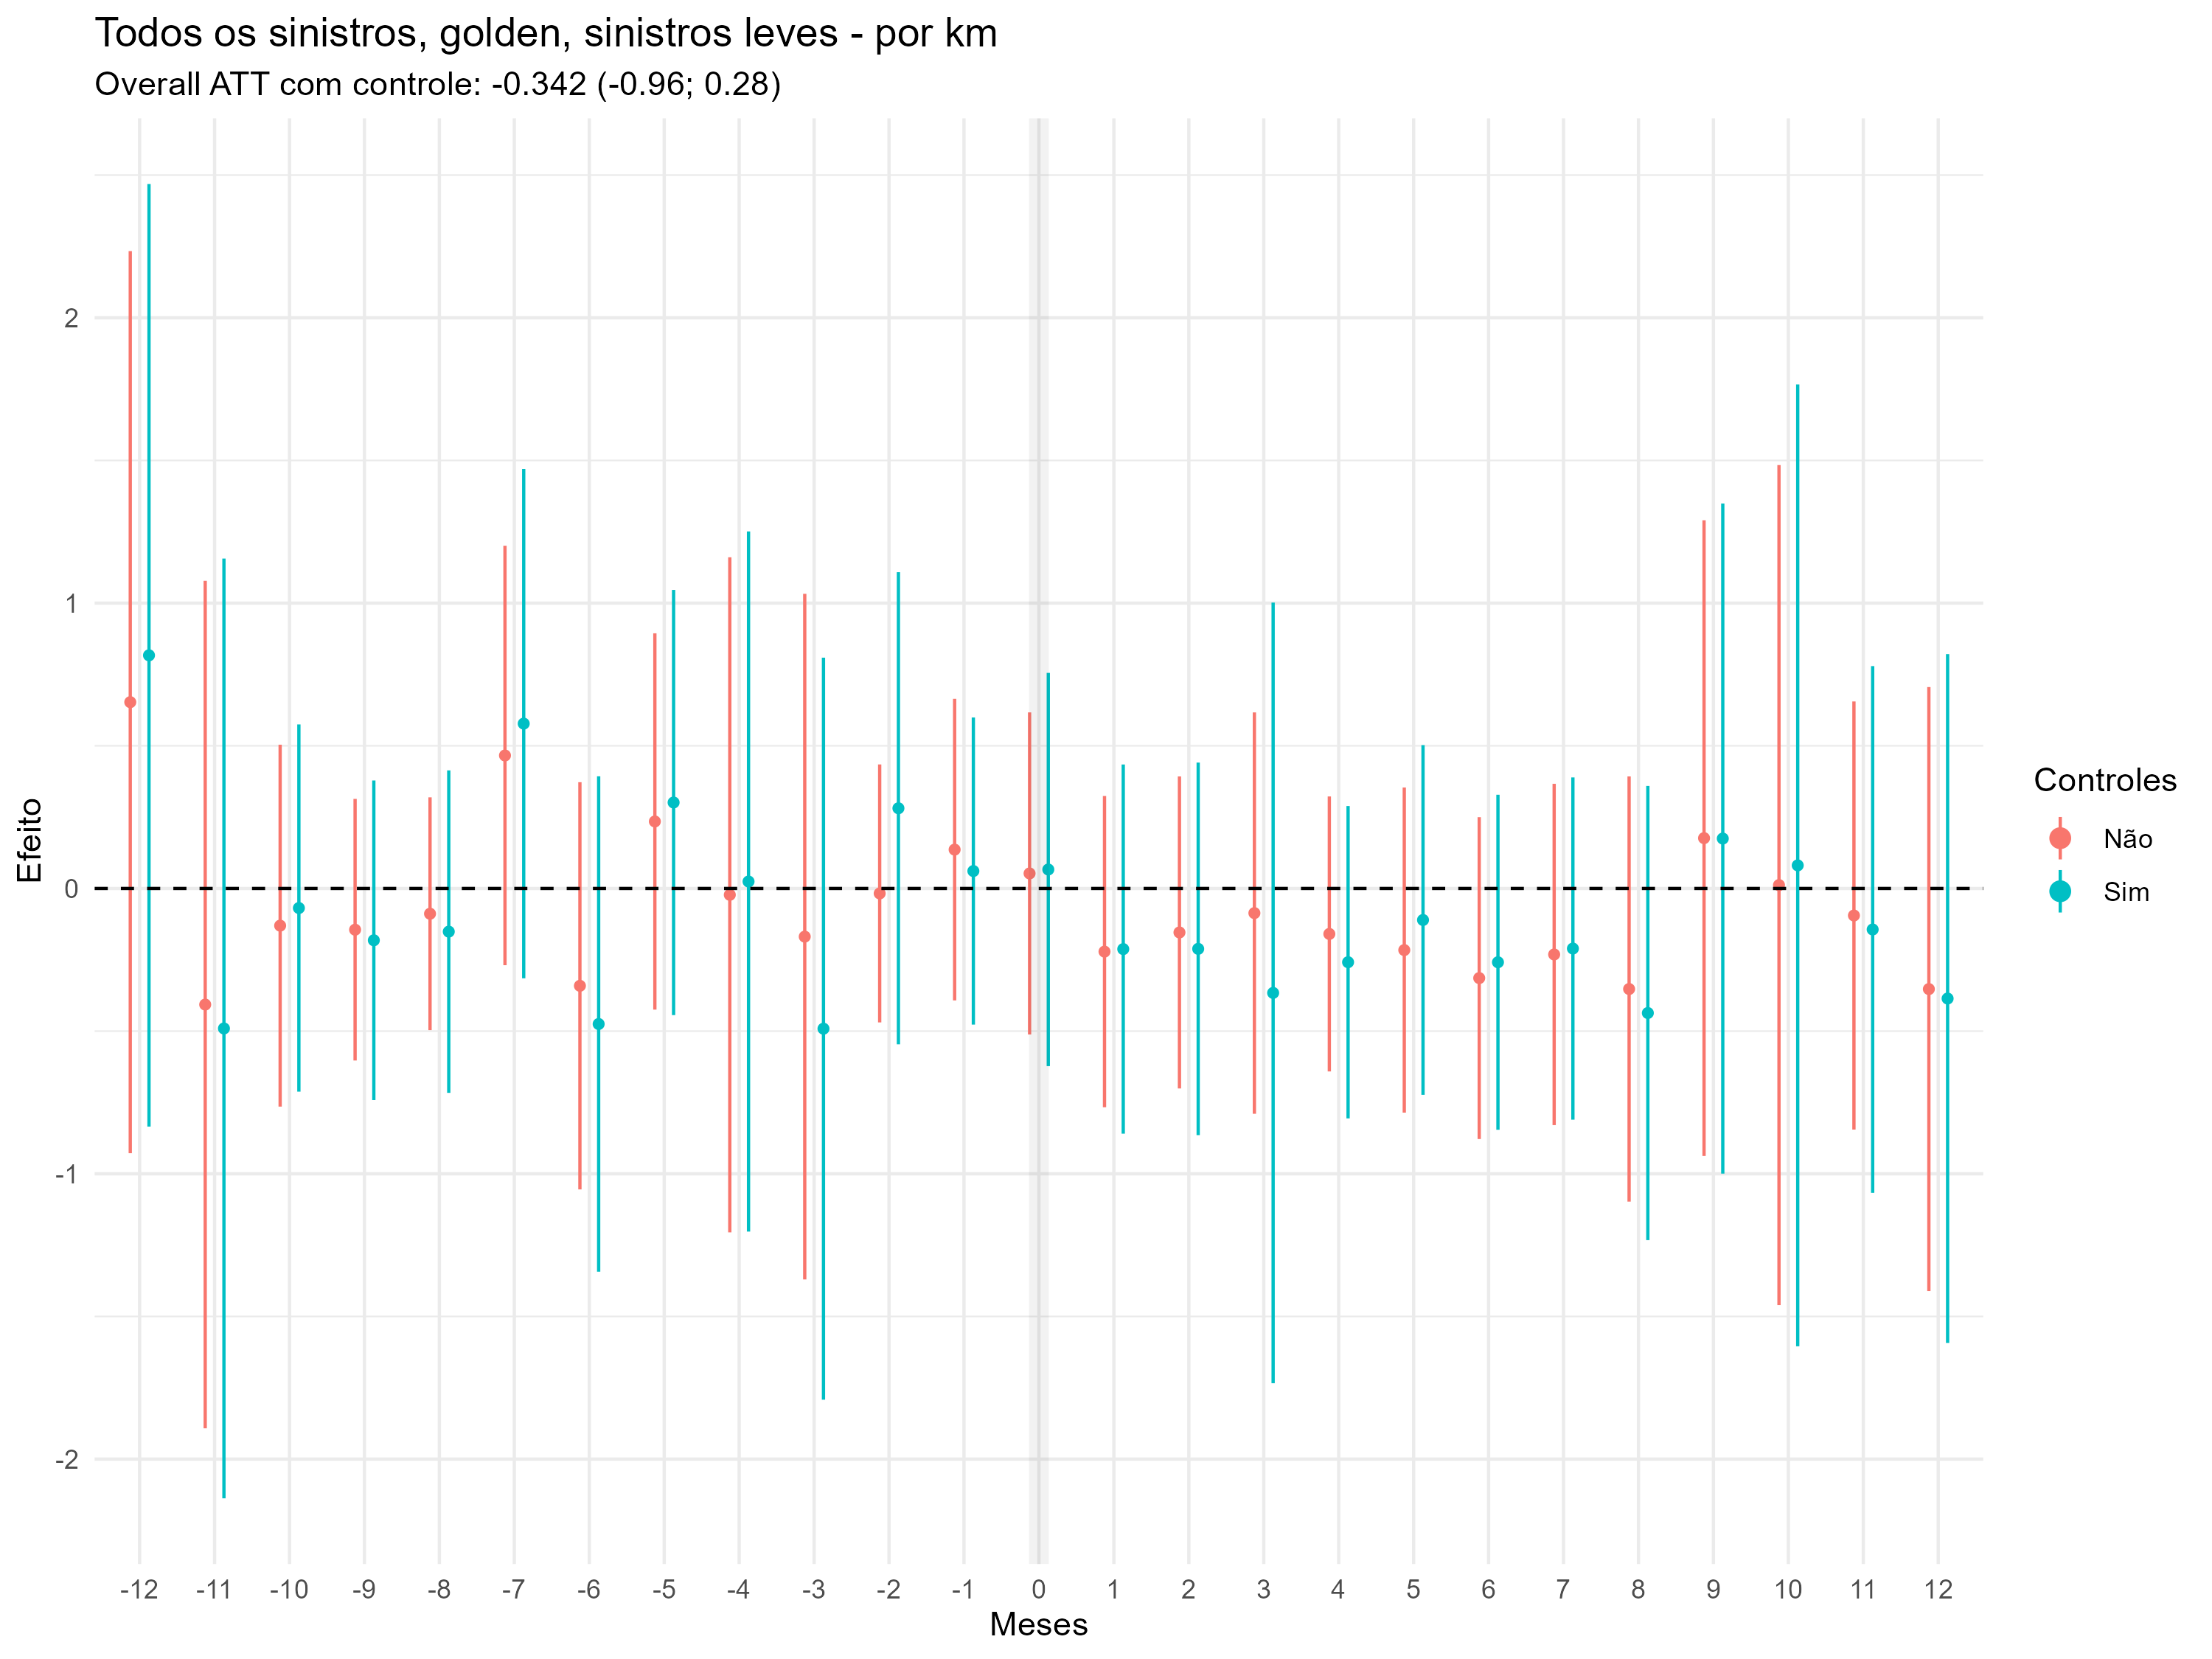 Todos os sinistros, golden, sinistros leves - por km
Overall ATT com controle: -0.342 (-0.96; 0.28)
Efeito
2
1
0
-1
-2
-12 -11 -10 -9 -8 -7 -6 -5 -4 -3 -2 -1 0 1 2 3 4 5 6 7 8 9 10 11 12
Meses
Controles
Não
Sim